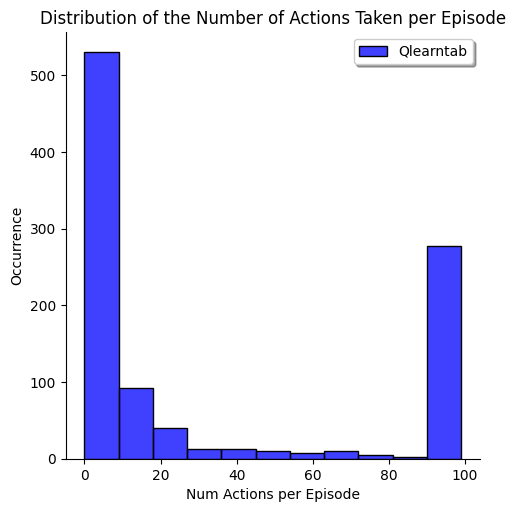 Distribution of the Number of Actions Taken per Episode
Qlearntab
500
400
300
200
100
0
Occurrence
0 20 40 60 80 100
Num Actions per Episode